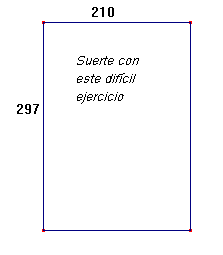 210
Suerte con
este difícil
ejercicio
297